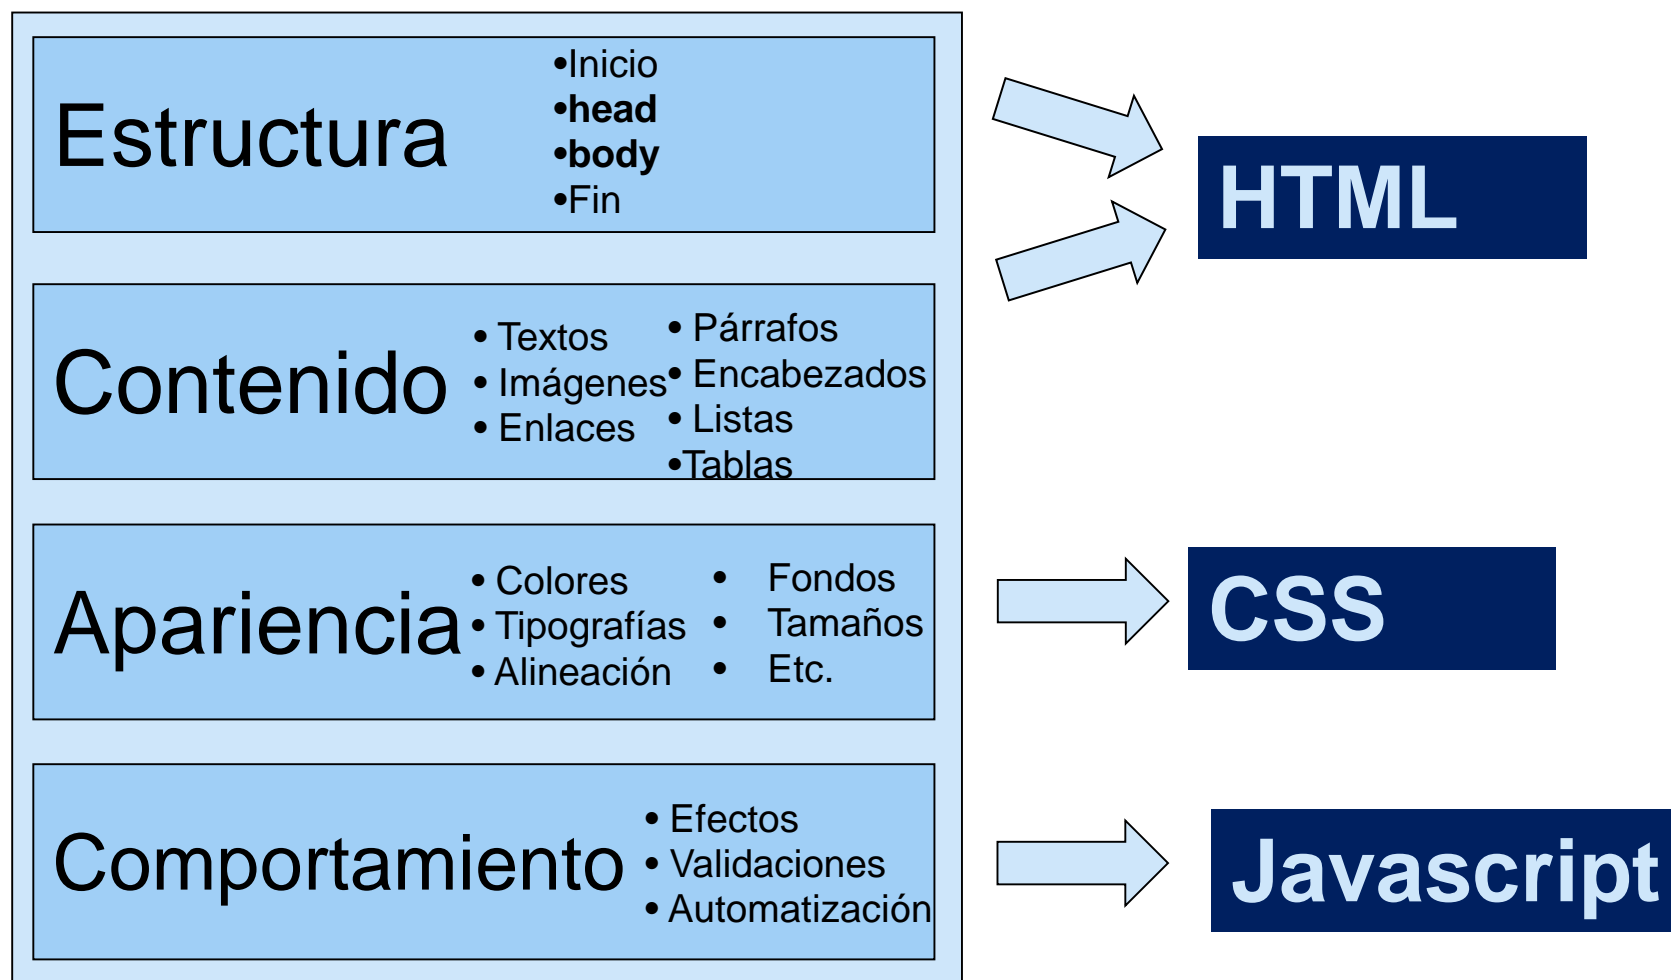 Estructura
•Inicio
•head
•body
•Fin
HTML
Contenido
• Textos
• Imágenes
• Enlaces
• Párrafos
• Encabezados
• Listas
•Tablas
Apariencia
• Colores
• Tipografías
• Alineación
• Fondos
• Tamaños
• Etc.
CSS
Comportamiento
• Efectos
• Validaciones
• Automatización
Javascript